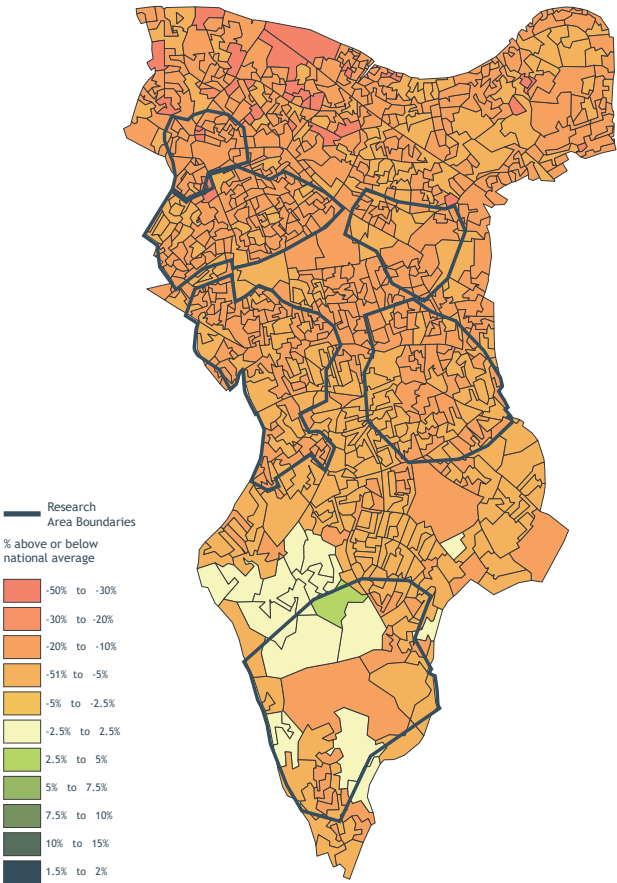 Research
Area Boundaries
% above or below
national average
-50% to -30%
-30% to -20%
-20% to -10%
-51% to -5%
-5% to -2.5%
-2.5% to 2.5%
2.5% to 5%
5% to 7.5%
7.5% to 10%
10% to 15%
1.5% to 2%